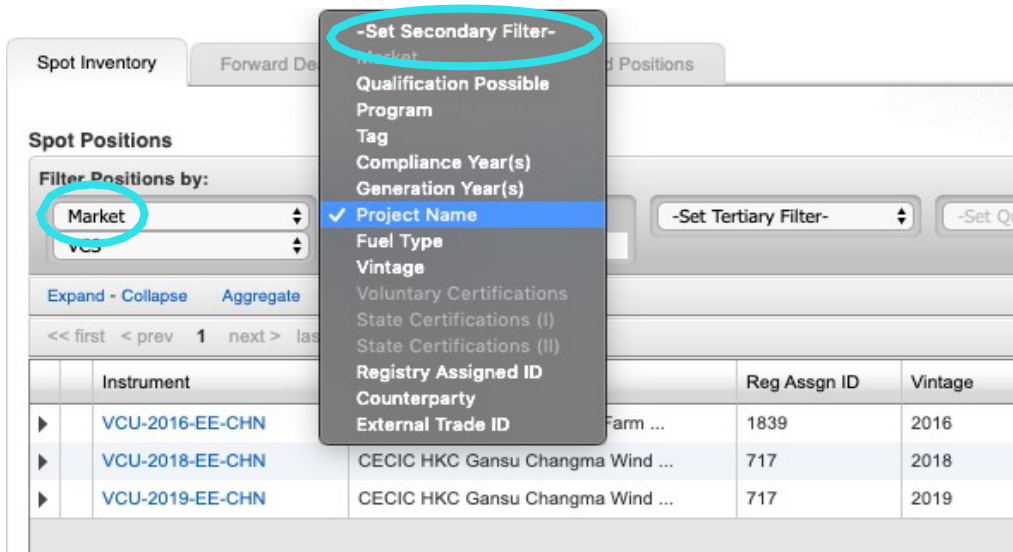 -Set Secondary Filter-
Spot Inventory Forward Dea d Positions
Market
Qualification Possible
Program
Tag
Compliance Year(s)
Generation Year(s)
Project Name
Fuel Type
Vintage
Voluntary Certifications
State Certifications (I)
State Certifications (II)
Registry Assigned ID
Counterparty
External Trade ID
Spot Positions
Filter Positions by:
Market -Set Tertiary Filter- -Set Qu
VCS
Expand - Collapse Aggregate
<< first < prev 1 next > las
Instrument Reg Assgn ID Vintage
VCU-2016-EE-CHN Farm ... 1839 2016
VCU-2018-EE-CHN CECIC HKC Gansu Changma Wind ... 717 2018
VCU-2019-EE-CHN CECIC HKC Gansu Changma Wind ... 717 2019